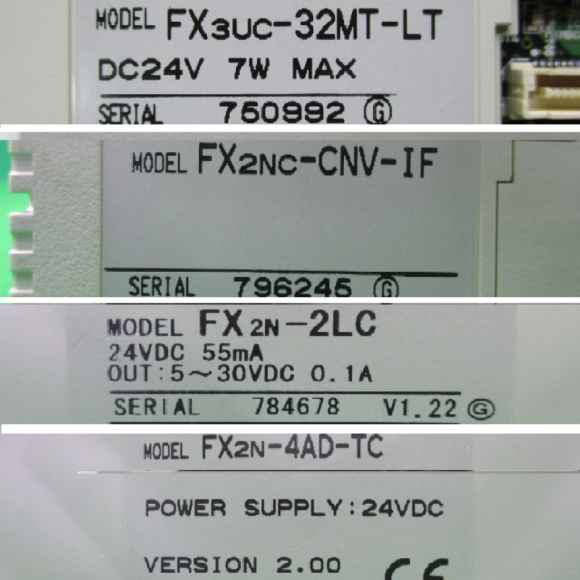 MODEL FX3UC-32MT-LT
DC24V 7W MAX
SERIAL 750992 Ⓖ
MODEL FX2NC-CNV-IF
SERIAL 796245 Ⓖ
MODEL FX2N-2LC
24VDC 55mA
OUT:5～30VDC 0.1A
SERIAL 784678 V1.22 Ⓖ
MODEL FX2N-4AD-TC
POWER SUPPLY:24VDC
VERSION 2.00 CE